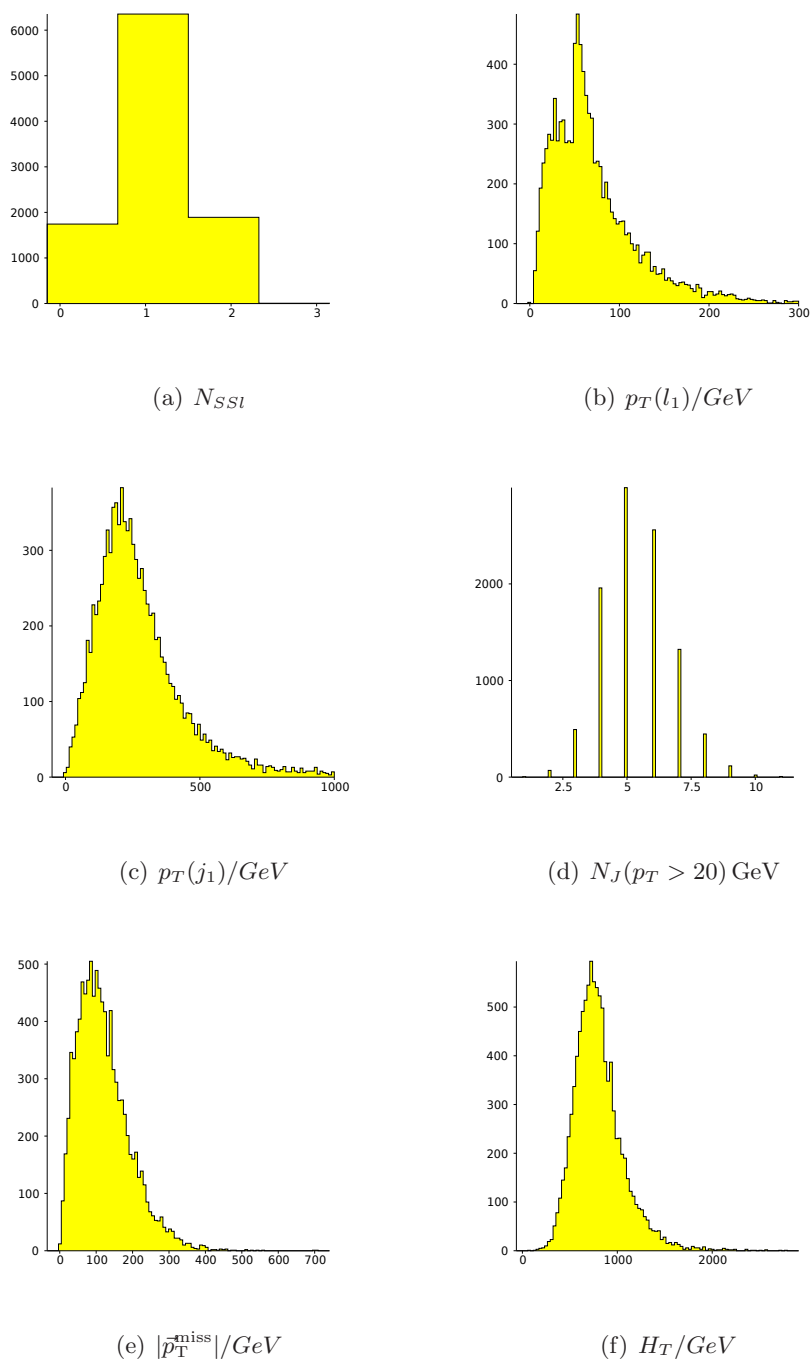 6000
5000
4000
3000
2000
1000
0
0 1 2 3
(a) N_{SSl}
400
300
200
100
0
0 100 200 300
(b) p_T(l_1)/GeV
300
200
100
0
0 500 1000
(c) p_T(j_1)/GeV
2000
1000
0
2.5 5 7.5 10
(d) N_J(p_T > 20) GeV
500
400
300
200
100
0
0 100 200 300 400 500 600 700
(e) |\vec{p}_T^{miss}|/GeV
500
400
300
200
100
0
0 1000 2000
(f) H_T/GeV